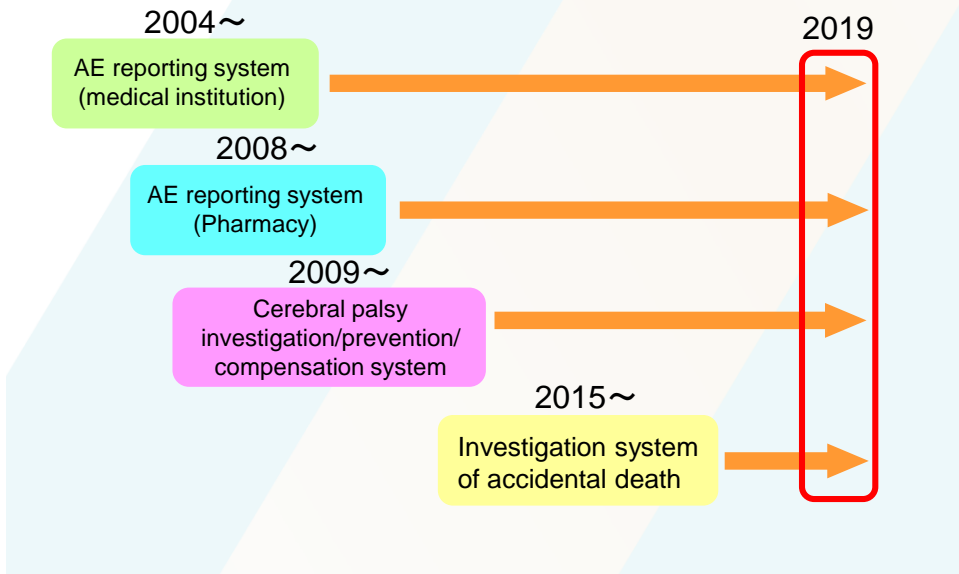 2004～
2019
AE reporting system
(medical institution)
2008～
AE reporting system
(Pharmacy)
2009～
Cerebral palsy
investigation/prevention/
compensation system
2015～
Investigation system
of accidental death